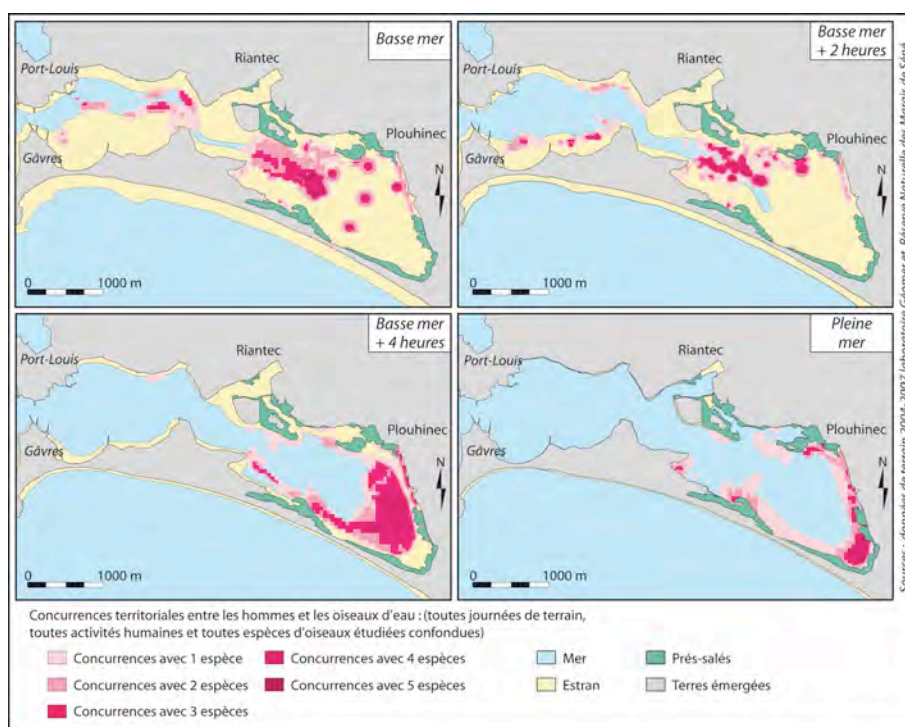 Basse mer
Riantec
Port-Louis
Plouhinec
Gâvres
N
0 1000 m
Basse mer
+ 2 heures
Riantec
Port-Louis
Plouhinec
Gâvres
N
0 1000 m
Basse mer
+ 4 heures
Riantec
Port-Louis
Plouhinec
Gâvres
N
0 1000 m
Pleine
mer
Riantec
Port-Louis
Plouhinec
Gâvres
N
0 1000 m
Sources : données de terrain 2004-2007 laboratoire Géomer et Réserve Naturelle des Marais de Séné
Concurrences territoriales entre les hommes et les oiseaux d'eau : (toutes journées de terrain,
toutes activités humaines et toutes espèces d'oiseaux étudiées confondues)
Concurrences avec 1 espèce
Concurrences avec 2 espèces
Concurrences avec 3 espèces
Concurrences avec 4 espèces
Concurrences avec 5 espèces
Mer
Estran
Prés-salés
Terres émergées